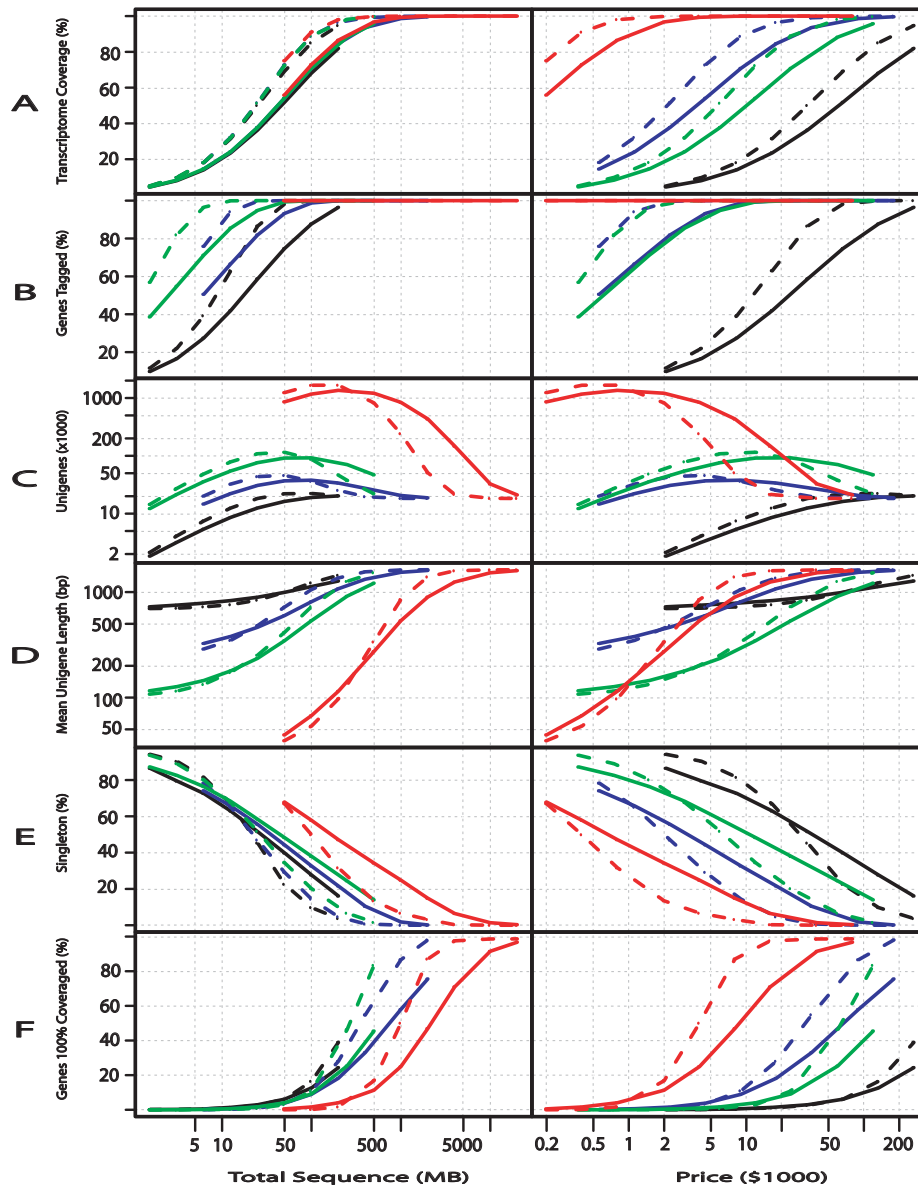 A
Transcriptome Coverage (%)
80
60
40
20
B
Genes Tagged (%)
80
60
40
20
C
Unigenes (x1000)
1000
200
50
10
2
D
Mean Unigene Length (bp)
1000
500
200
100
50
E
Singleton (%)
80
60
40
20
F
Genes 100% Coveraged (%)
80
60
40
20
5 10 50 500 5000
0.2 0.5 1 2 5 10 50 200
Total Sequence (MB)
Price ($1000)